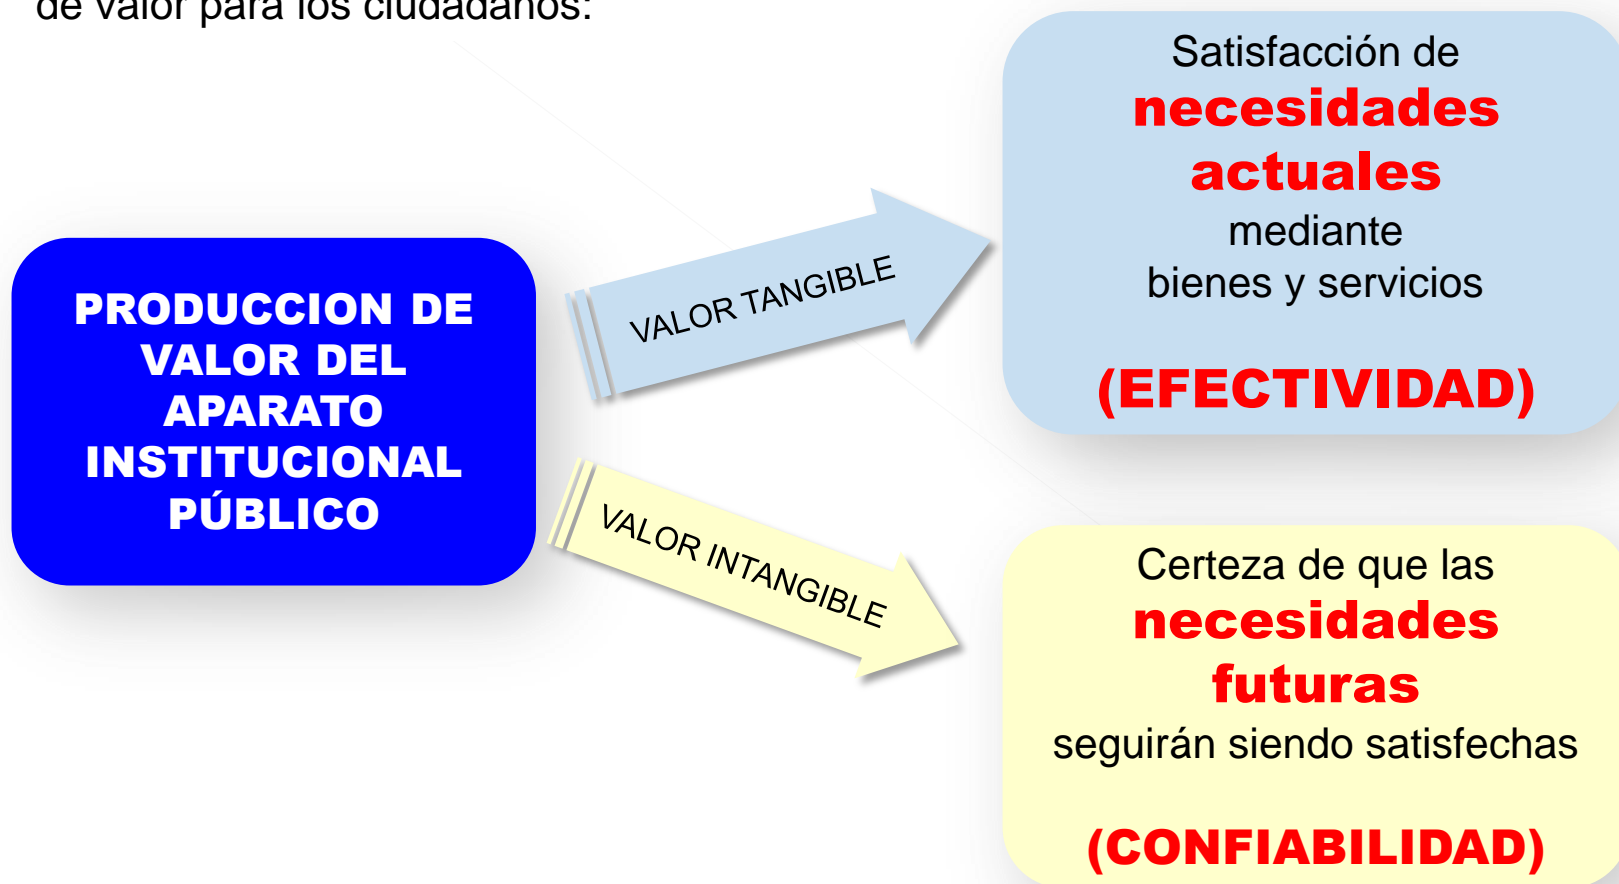 de valor para los ciudadanos:
PRODUCCION DE
VALOR DEL
APARATO
INSTITUCIONAL
PÚBLICO
VALOR TANGIBLE
Satisfacción de
necesidades
actuales
mediante
bienes y servicios
(EFECTIVIDAD)
VALOR INTANGIBLE
Certeza de que las
necesidades
futuras
seguirán siendo satisfechas
(CONFIABILIDAD)